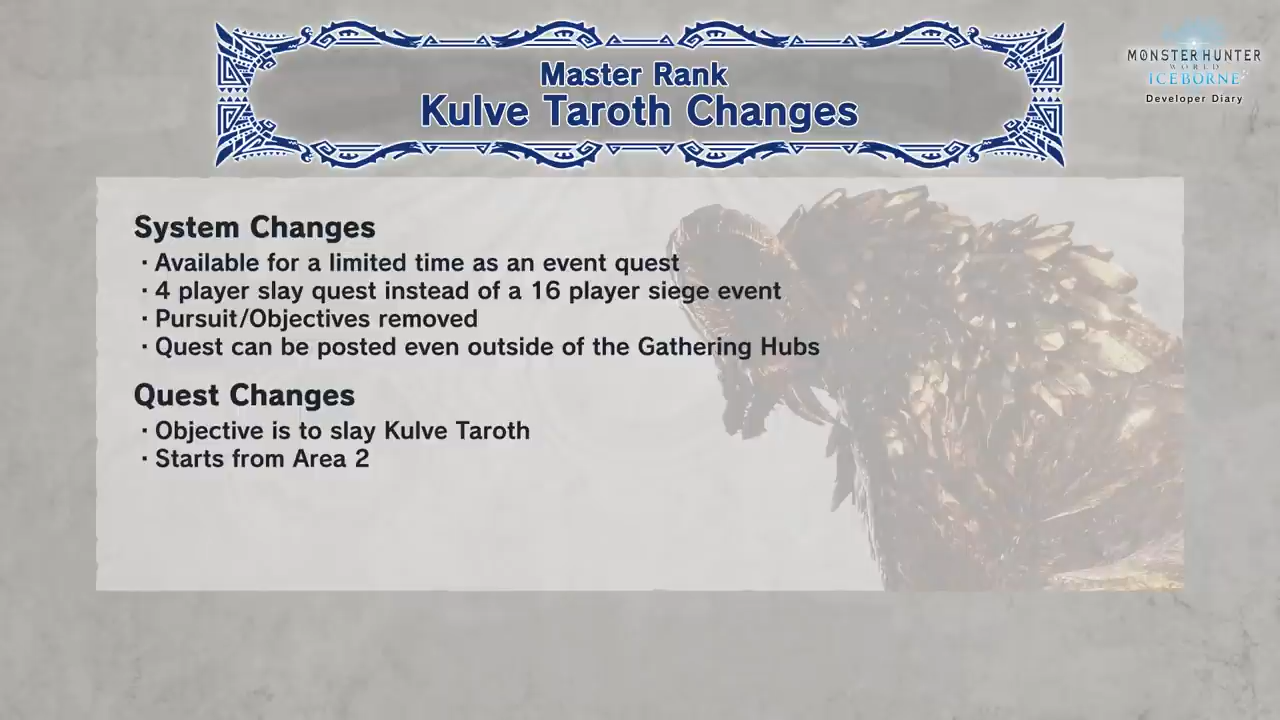 Master Rank
Kulve Taroth Changes
MONSTER HUNTER
WORLD
ICEBORNE
Developer Diary
System Changes
・Available for a limited time as an event quest
・4 player slay quest instead of a 16 player siege event
・Pursuit/Objectives removed
・Quest can be posted even outside of the Gathering Hubs
Quest Changes
・Objective is to slay Kulve Taroth
・Starts from Area 2